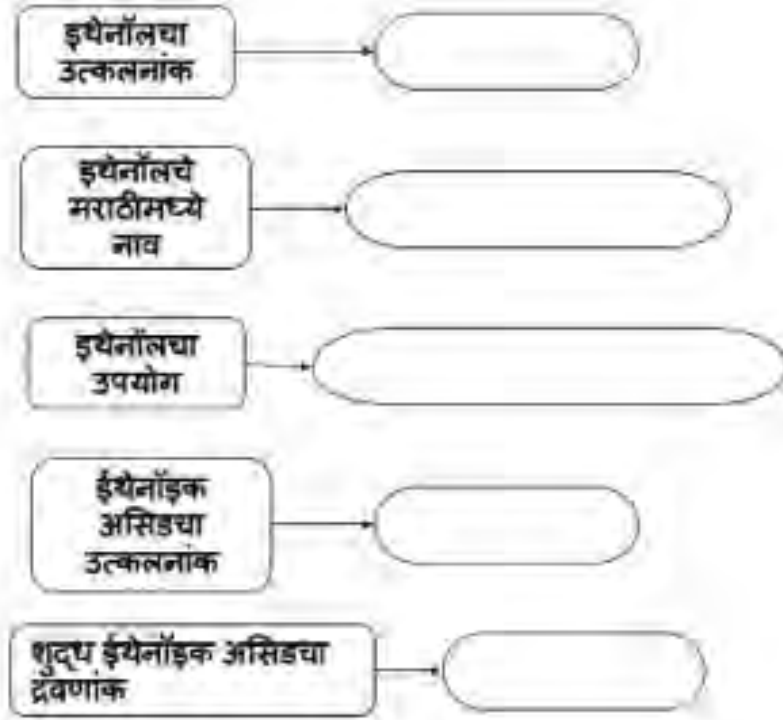 इथेनॉलचा
उत्कलनांक
इथेनॉलचे
मराठीमध्ये
नाव
इथेनॉलचा
उपयोग
ईथेनॉइक
असिडचा
उत्कलनांक
शुद्ध ईथेनॉइक असिडचा
द्रवणांक